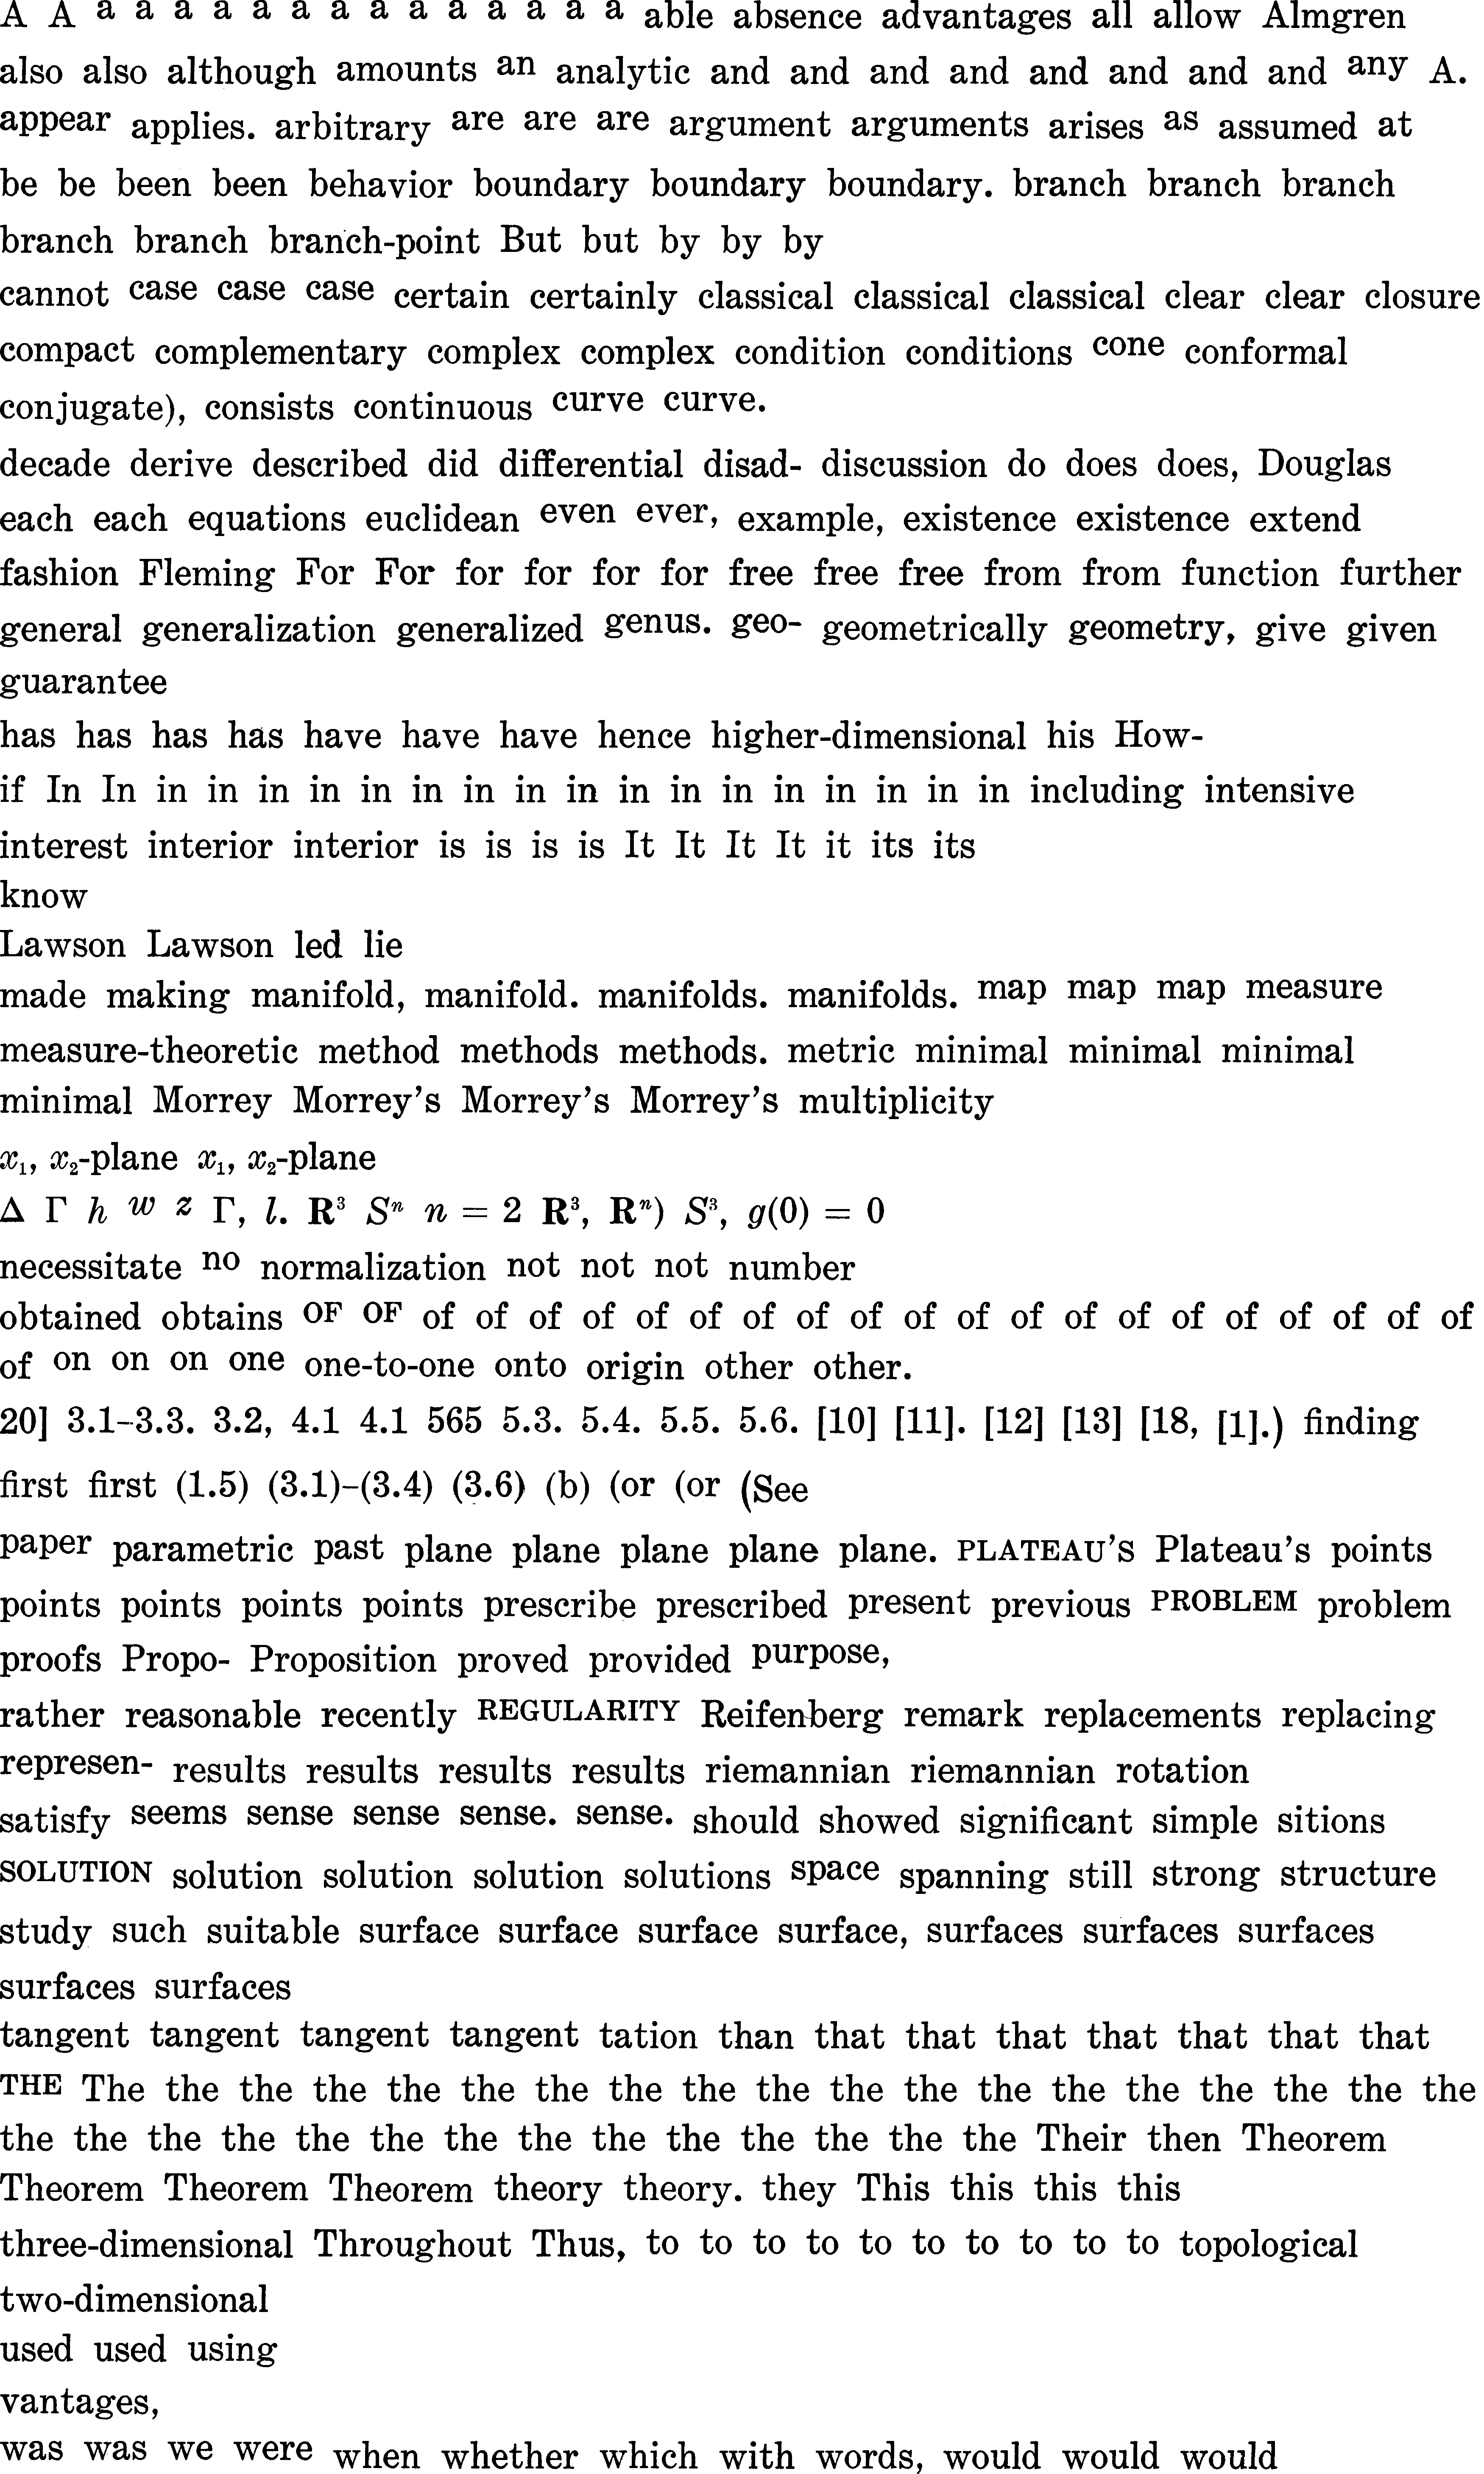 A A a a a a a a a a a a a a a a able absence advantages all allow Almgren
also also although amounts an analytic and and and and and and and and any A.
appear applies. arbitrary are are are argument arguments arises as assumed at
be be been been behavior boundary boundary boundary. branch branch branch
branch branch branch-point But but by by by
cannot case case case certain certainly classical classical classical clear clear closure
compact complementary complex complex condition conditions cone conformal
conjugate), consists continuous curve curve.
decade derive described did differential disad- discussion do does does, Douglas
each each equations euclidean even ever, example, existence existence extend
fashion Fleming For For for for for for free free free from from function further
general generalization generalized genus. geo- geometrically geometry, give given
guarantee
has has has has have have have hence higher-dimensional his How-
if In In in in in in in in in in in in in in in in in in in including intensive
interest interior interior is is is is It It It It it its its
know
Lawson Lawson led lie
made making manifold, manifold. manifolds. manifolds. map map map measure
measure-theoretic method methods methods. metric minimal minimal minimal
minimal Morrey Morrey's Morrey's Morrey's multiplicity
x₁, x₂-plane x₁, x₂-plane
Δ Γ h w z Γ, l. R³ Sⁿ n = 2 R³, Rⁿ) S³, g(0) = 0
necessitate no normalization not not not number
obtained obtains OF OF of of of of of of of of of of of of of of of of of of of of
of on on on one one-to-one onto origin other other.
20] 3.1–3.3. 3.2, 4.1 4.1 565 5.3. 5.4. 5.5. 5.6. [10] [11]. [12] [13] [18, [1].) finding
first first (1.5) (3.1)–(3.4) (3.6) (b) (or (or (See
paper parametric past plane plane plane plane plane. PLATEAU'S Plateau's points
points points points points prescribe prescribed present previous PROBLEM problem
proofs Propo- Proposition proved provided purpose,
rather reasonable recently REGULARITY Reifenberg remark replacements replacing
represen- results results results results riemannian riemannian rotation
satisfy seems sense sense sense. sense. should showed significant simple sitions
SOLUTION solution solution solution solutions space spanning still strong structure
study such suitable surface surface surface surface, surfaces surfaces surfaces
surfaces surfaces
tangent tangent tangent tangent tation than that that that that that that that
THE The the the the the the the the the the the the the the the the the the the
the the the the the the the the the the the the the the Their then Theorem
Theorem Theorem Theorem theory theory. they This this this this
three-dimensional Throughout Thus, to to to to to to to to to to topological
two-dimensional
used used using
vantages,
was was we were when whether which with words, would would would